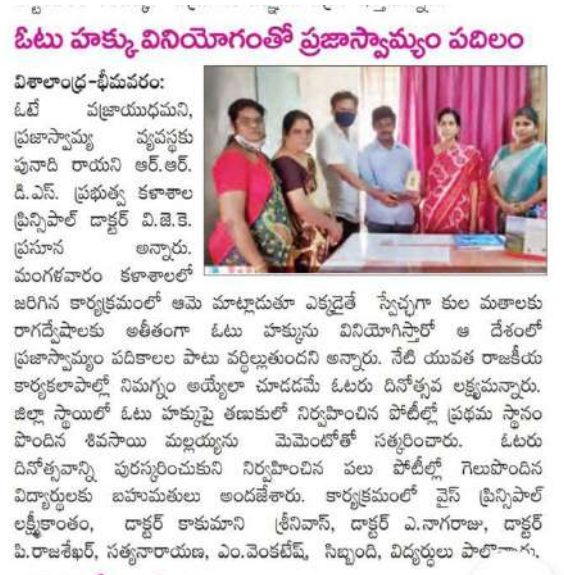 ఓటు హక్కు వినియోగంతో ప్రజాస్వామ్యం పదిలం
విశాలాంధ్ర-భీమవరం:
ఓటే వజ్రాయుధమని,
ప్రజాస్వామ్య వ్యవస్థకు
పునాది రాయని ఆర్.ఆర్.
డి.ఎస్. ప్రభుత్వ కళాశాల
ప్రిన్సిపాల్ డాక్టర్ వి.జె.కె.
ప్రసూన అన్నారు.
మంగళవారం కళాశాలలో
జరిగిన కార్యక్రమంలో ఆమె మాట్లాడుతూ ఎక్కడైతే స్వేచ్ఛగా కుల మతాలకు
రాగద్వేషాలకు అతీతంగా ఓటు హక్కును వినియోగిస్తారో ఆ దేశంలో
ప్రజాస్వామ్యం పదికాలల పాటు వర్థిల్లుతుందని అన్నారు. నేటి యువత రాజకీయ
కార్యకలాపాల్లో నిమగ్నం అయ్యేలా చూడడమే ఓటరు దినోత్సవ లక్ష్యమన్నారు.
జిల్లా స్థాయిలో ఓటు హక్కుపై తణుకులో నిర్వహించిన పోటీల్లో ప్రథమ స్థానం
పొందిన శివసాయి మల్లయ్యను మెమెంటోతో సత్కరించారు. ఓటరు
దినోత్సవాన్ని పురస్కరించుకుని నిర్వహించిన పలు పోటీల్లో గెలుపొందిన
విద్యార్థులకు బహుమతులు అందజేశారు. కార్యక్రమంలో వైస్ ప్రిన్సిపాల్
లక్ష్మీకాంతం, డాక్టర్ కాకుమాని శ్రీనివాస్, డాక్టర్ ఎ.నాగరాజు, డాక్టర్
పి.రాజశేఖర్, సత్యనారాయణ, ఎం.వెంకటేష్, సిబ్బంది, విద్యార్థులు